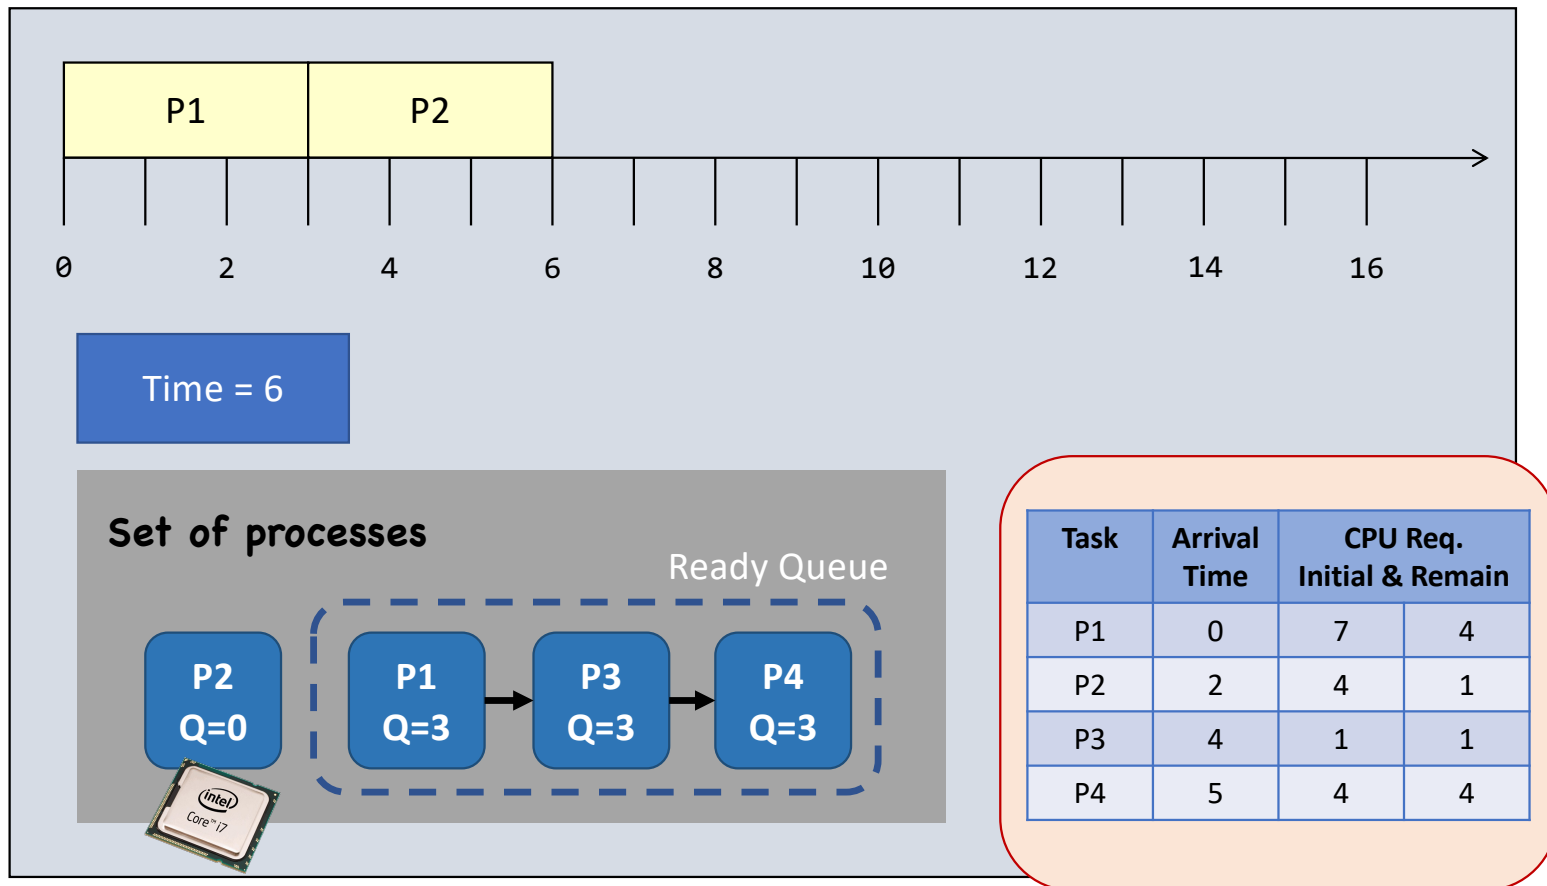 P1 P2
0 2 4 6 8 10 12 14 16
Time = 6
Set of processes
Ready Queue
P2
Q=0
P1
Q=3
P3
Q=3
P4
Q=3
intel
Core™ i7
Task Arrival Time CPU Req. Initial & Remain
P1 0 7 4
P2 2 4 1
P3 4 1 1
P4 5 4 4